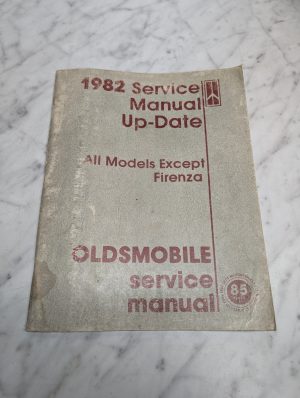 1982 Service
Manual
Up-Date
All Models Except
Firenza
OLDSMOBILE
service
manual
85